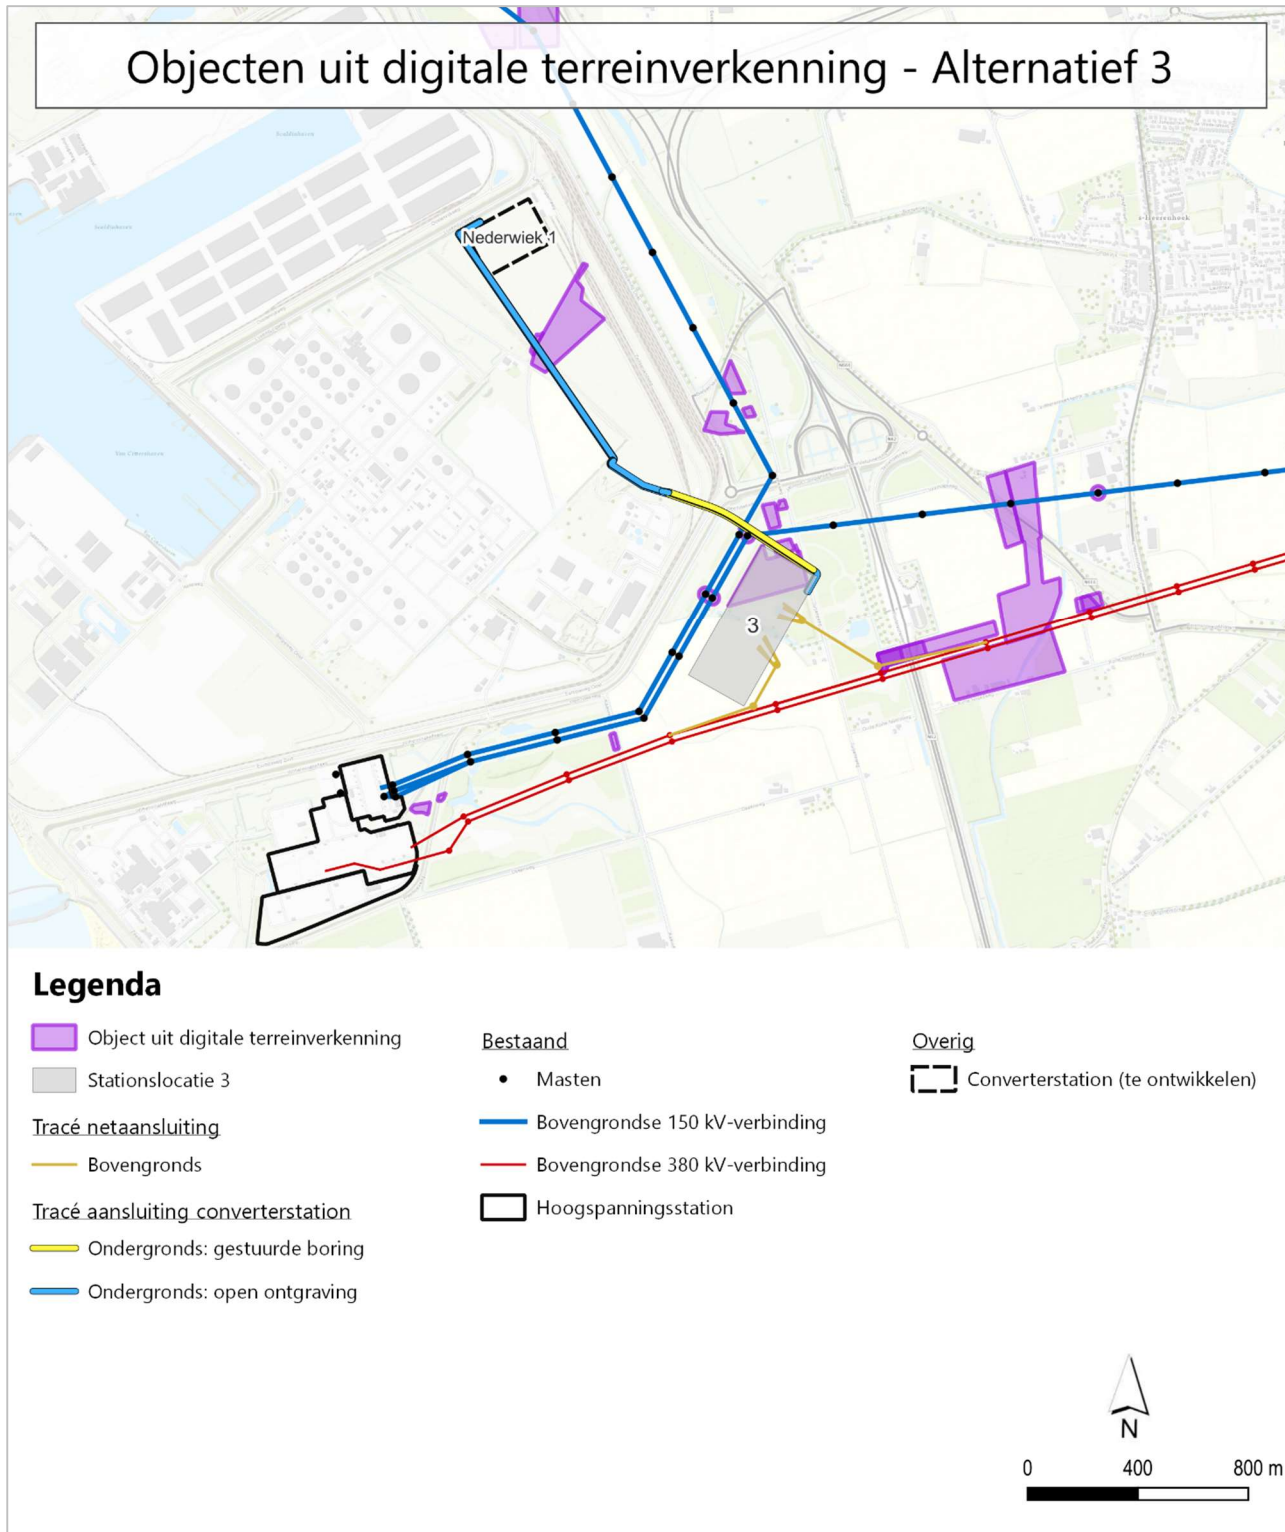 Objecten uit digitale terreinverkenning - Alternatief 3
Nederwiek 1
3
Legenda
Object uit digitale terreinverkenning
Stationslocatie 3
Tracé netaansluiting
Bovengronds
Tracé aansluiting converterstation
Ondergronds: gestuurde boring
Ondergronds: open ontgraving
Bestaand
Masten
Bovengrondse 150 kV-verbinding
Bovengrondse 380 kV-verbinding
Hoogspanningsstation
Overig
Converterstation (te ontwikkelen)
N
0 400 800 m